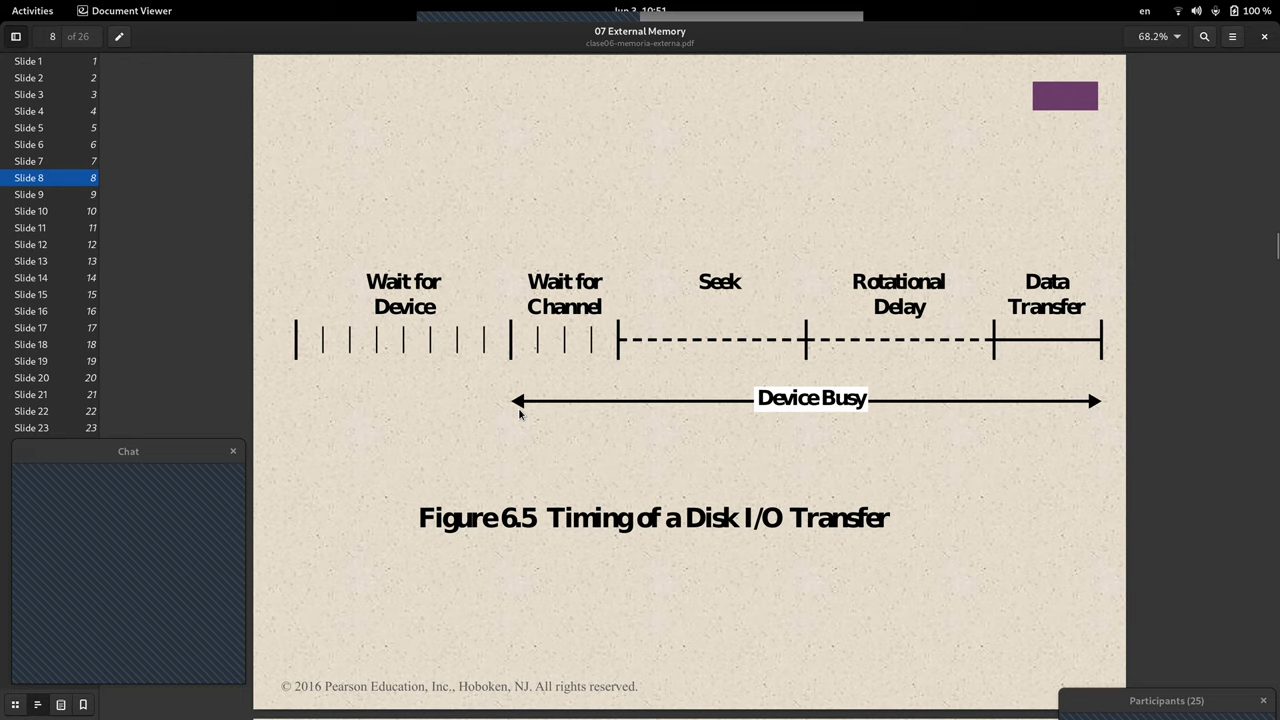 Activities
Document Viewer
Jun 3 10:51
en
100 %
8
of 26
07 External Memory
clase06-memoria-externa.pdf
68.2%
Slide 1 1
Slide 2 2
Slide 3 3
Slide 4 4
Slide 5 5
Slide 6 6
Slide 7 7
Slide 8 8
Slide 9 9
Slide 10 10
Slide 11 11
Slide 12 12
Slide 13 13
Slide 14 14
Slide 15 15
Slide 16 16
Slide 17 17
Slide 18 18
Slide 19 19
Slide 20 20
Slide 21 21
Slide 22 22
Slide 23 23
Wait for
Device
Wait for
Channel
Seek
Rotational
Delay
Data
Transfer
Device Busy
Figure 6.5 Timing of a Disk I/O Transfer
© 2016 Pearson Education, Inc., Hoboken, NJ. All rights reserved.
Chat
Participants (25)